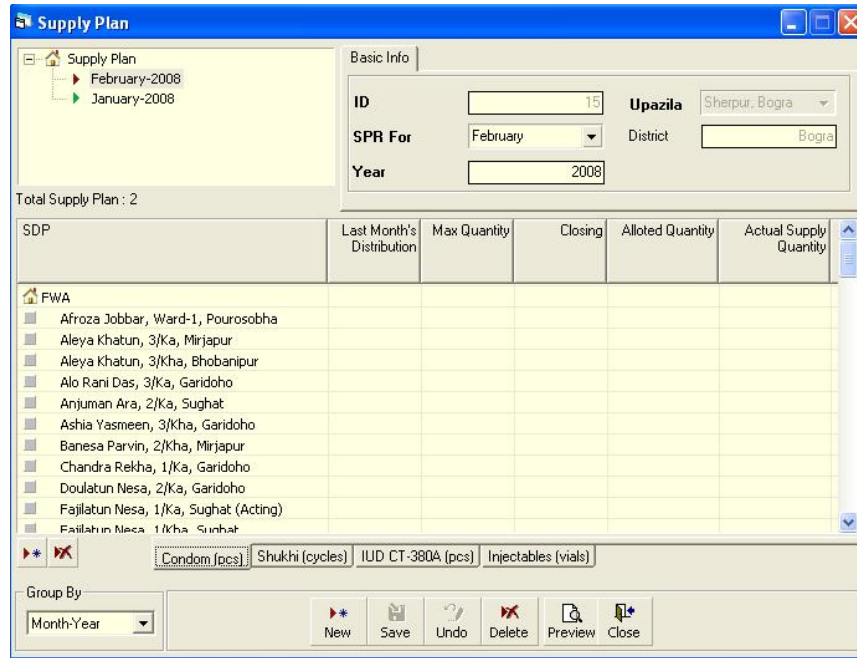 Supply Plan
Supply Plan
February-2008
January-2008
Total Supply Plan : 2
Basic Info
ID 15 Upazila Sherpur, Bogra
SPR For February District Bogra
Year 2008
SDP Last Month's Distribution Max Quantity Closing Alloted Quantity Actual Supply Quantity
FWA
Afroza Jobbar, Ward-1, Pourosobha
Aleya Khatun, 3/Ka, Mirjapur
Aleya Khatun, 3/Kha, Bhobanipur
Alo Rani Das, 3/Ka, Garidoho
Anjuman Ara, 2/Ka, Sughat
Ashia Yasmeen, 3/Kha, Garidoho
Banesa Parvin, 2/Kha, Mirjapur
Chandra Rekha, 1/Ka, Garidoho
Doulatun Nesa, 2/Ka, Garidoho
Fajilatun Nesa, 1/Ka, Sughat (Acting)
Fajilatun Nesa, 1/Kha, Sughat
Condom (pcs) Shukhi (cycles) IUD CT-380A (pcs) Injectables (vials)
Group By
Month-Year
New Save Undo Delete Preview Close